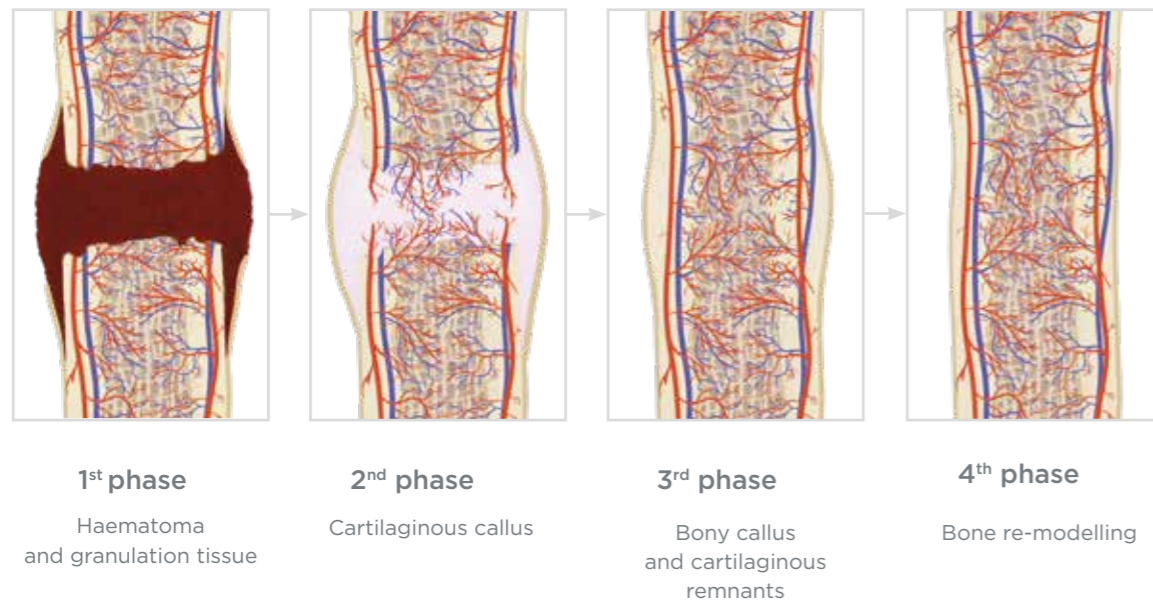 1st phase
Haematoma
and granulation tissue
2nd phase
Cartilaginous callus
3rd phase
Bony callus
and cartilaginous
remnants
4th phase
Bone re-modelling